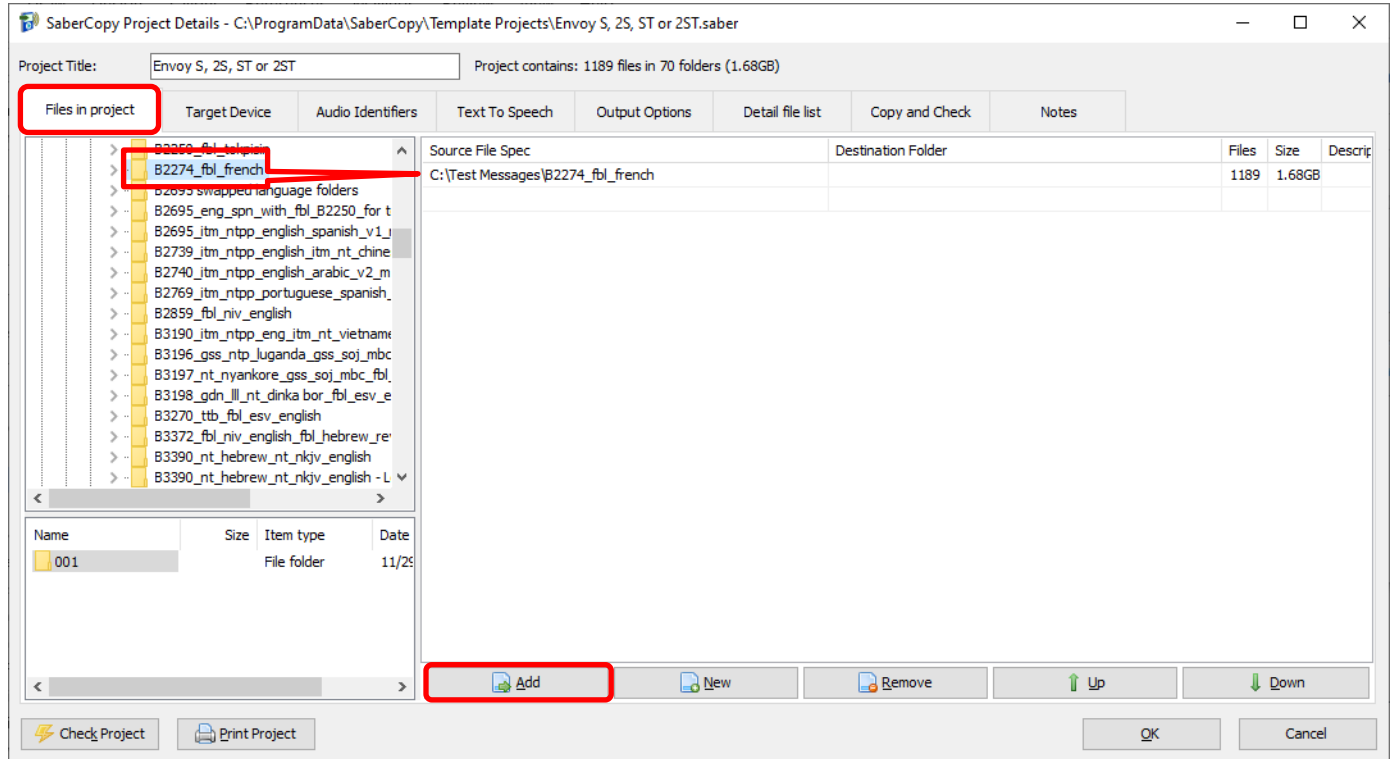 SaberCopy Project Details - C:\ProgramData\SaberCopy\Template Projects\Envoy S, 2S, ST or 2ST.saber
Project Title: Envoy S, 2S, ST or 2ST Project contains: 1189 files in 70 folders (1.68GB)
Files in project Target Device Audio Identifiers Text To Speech Output Options Detail file list Copy and Check Notes
B2250_fbl_tokpisin
B2274_fbl_french
B2695 swapped language folders
B2695_eng_spn_with_fbl_B2250_for t
B2695_itm_ntpp_english_spanish_v1_
B2739_itm_ntpp_english_itm_nt_chine
B2740_itm_ntpp_english_arabic_v2_m
B2769_itm_ntpp_portuguese_spanish_
B2859_fbl_niv_english
B3190_itm_ntpp_eng_itm_nt_vietname
B3196_gss_ntp_luganda_gss_soj_mbc
B3197_nt_nyankore_gss_soj_mbc_fbl_
B3198_gdn_lll_nt_dinka bor_fbl_esv_e
B3270_ttb_fbl_esv_english
B3372_fbl_niv_english_fbl_hebrew_re
B3390_nt_hebrew_nt_nkjv_english
B3390_nt_hebrew_nt_nkjv_english - L
Source File Spec Destination Folder Files Size Descrip
C:\Test Messages\B2274_fbl_french 1189 1.68GB
Name Size Item type Date
001 File folder 11/29
Add New Remove Up Down
Check Project Print Project OK Cancel